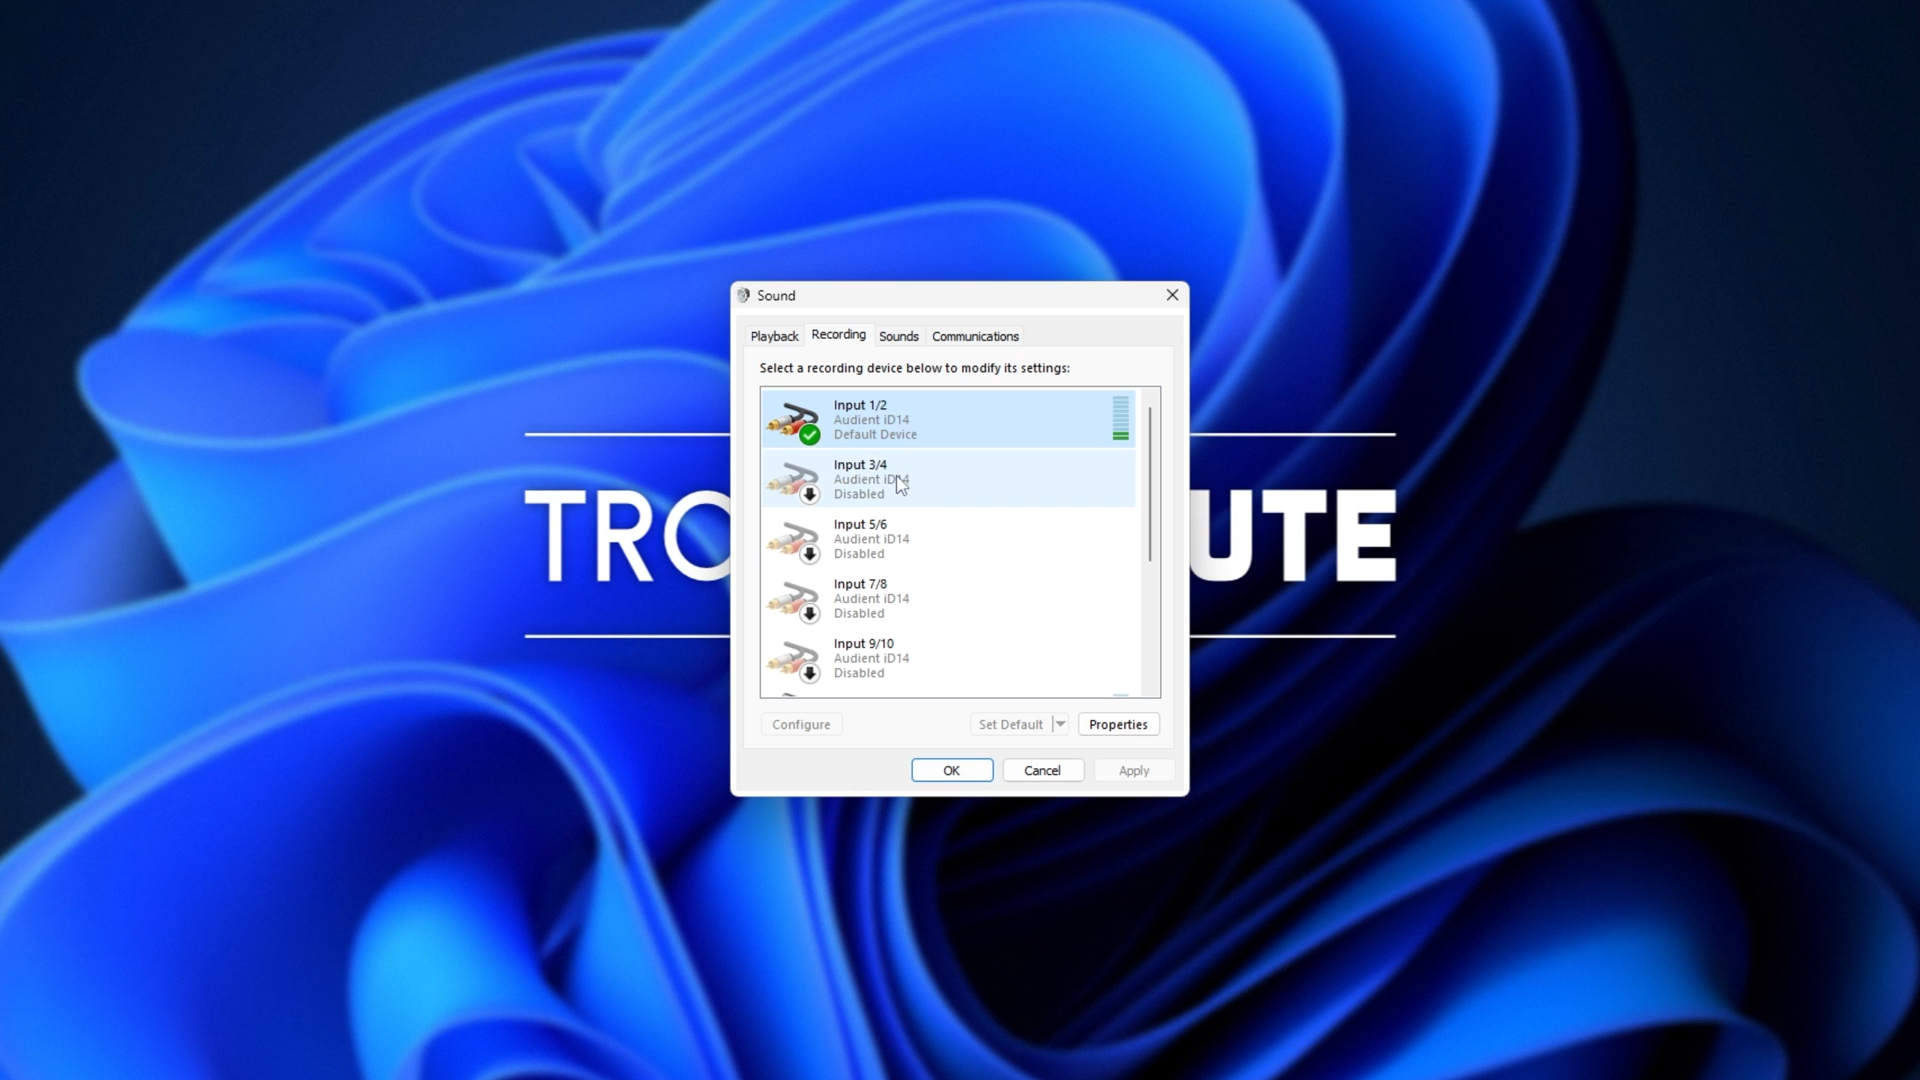 Sound
Playback Recording Sounds Communications
Select a recording device below to modify its settings:
Input 1/2
Audient iD14
Default Device
Input 3/4
Audient iD14
Disabled
TRO UTE
Input 5/6
Audient iD14
Disabled
Input 7/8
Audient iD14
Disabled
Input 9/10
Audient iD14
Disabled
Configure Set Default Properties
OK Cancel Apply